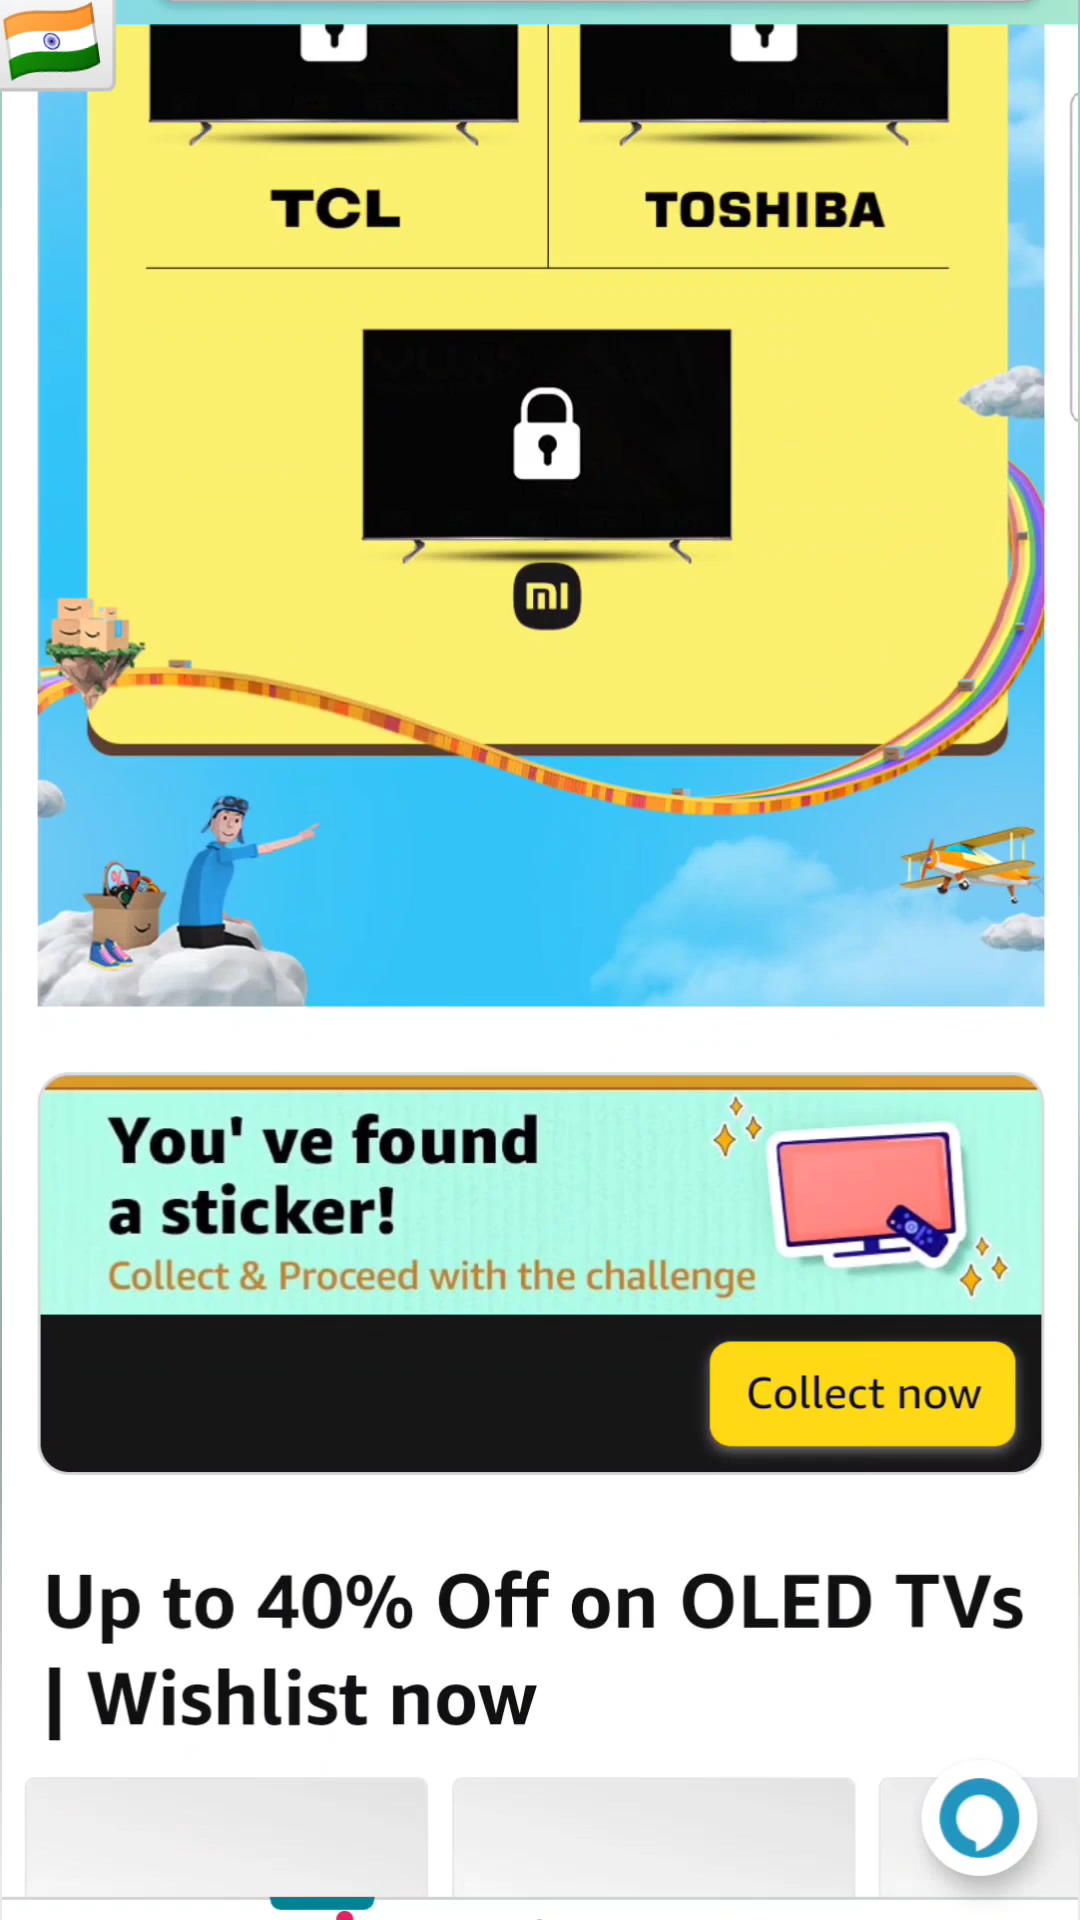 TCL
TOSHIBA
mi
You' ve found
a sticker!
Collect & Proceed with the challenge
Collect now
Up to 40% Off on OLED TVs
| Wishlist now